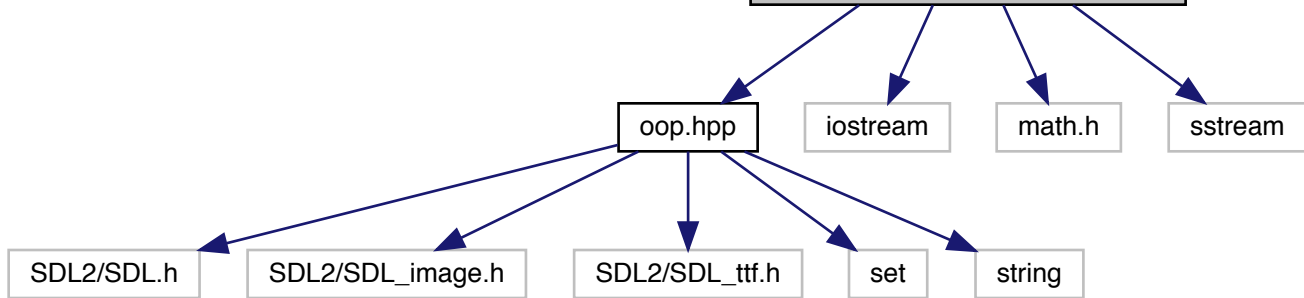 oop.hpp
iostream
math.h
sstream
SDL2/SDL.h
SDL2/SDL_image.h
SDL2/SDL_ttf.h
set
string